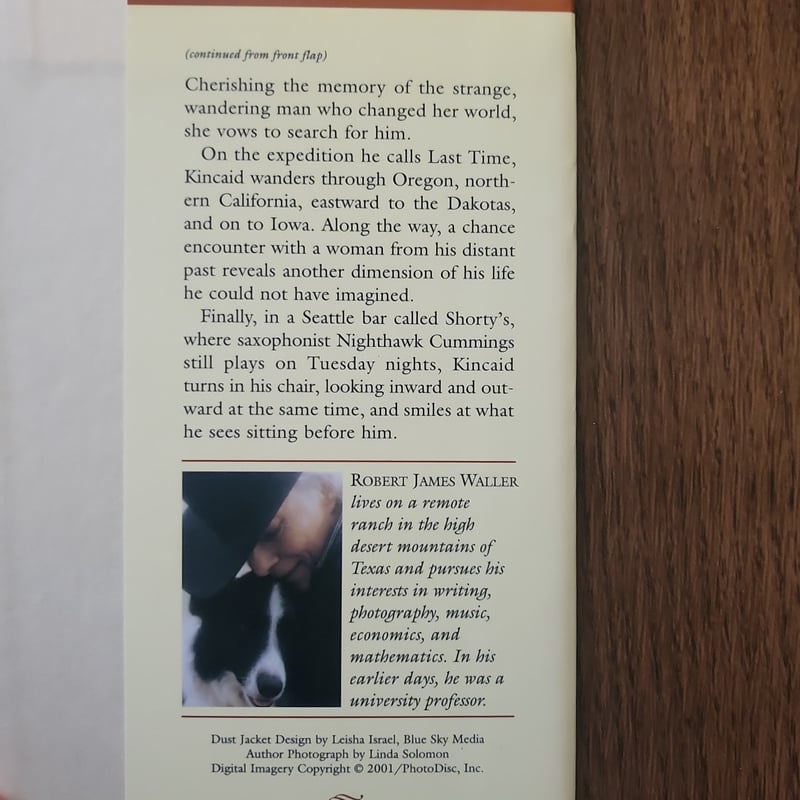 (continued from front flap)
Cherishing the memory of the strange,
wandering man who changed her world,
she vows to search for him.
On the expedition he calls Last Time,
Kincaid wanders through Oregon, north-
ern California, eastward to the Dakotas,
and on to Iowa. Along the way, a chance
encounter with a woman from his distant
past reveals another dimension of his life
he could not have imagined.
Finally, in a Seattle bar called Shorty's,
where saxophonist Nighthawk Cummings
still plays on Tuesday nights, Kincaid
turns in his chair, looking inward and out-
ward at the same time, and smiles at what
he sees sitting before him.
ROBERT JAMES WALLER
lives on a remote
ranch in the high
desert mountains of
Texas and pursues his
interests in writing,
photography, music,
economics, and
mathematics. In his
earlier days, he was a
university professor.
Dust Jacket Design by Leisha Israel, Blue Sky Media
Author Photograph by Linda Solomon
Digital Imagery Copyright © 2001/PhotoDisc, Inc.